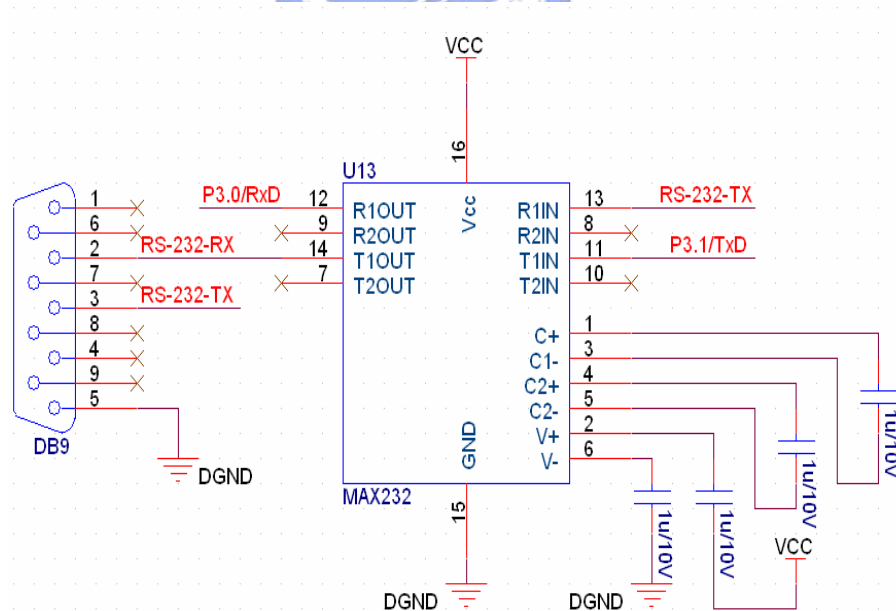 VCC
16
U13
P3.0/RxD 12 R1OUT Vcc R1IN 13 RS-232-TX
9 R2OUT R2IN 8
RS-232-RX 14 T1OUT T1IN 11 P3.1/TxD
7 T2OUT T2IN 10
1
6
2
7
3 RS-232-TX
8
4
9
5
DB9
DGND
C+ 1
C1- 3
C2+ 4
C2- 5
V+ 2
V- 6
GND
MAX232
15
DGND
1u/10V
1u/10V
1u/10V
1u/10V
DGND
VCC